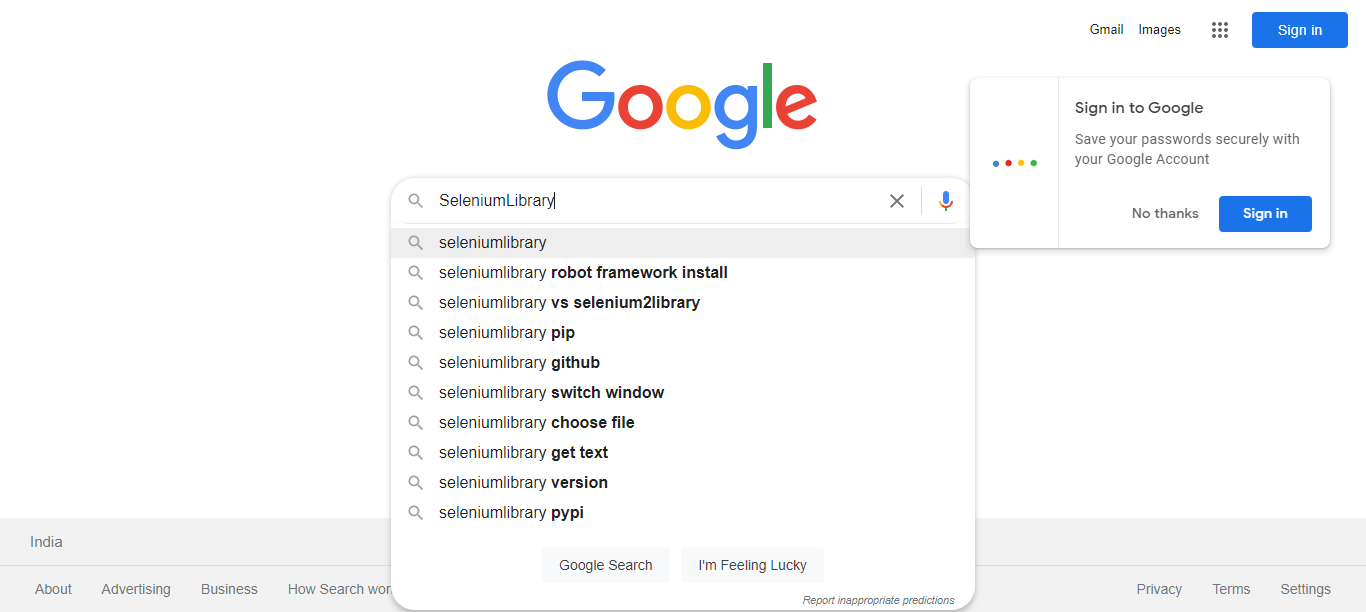 Gmail Images Sign in
Google
Sign in to Google
Save your passwords securely with
your Google Account
No thanks Sign in
SeleniumLibrary
seleniumlibrary
seleniumlibrary robot framework install
seleniumlibrary vs selenium2library
seleniumlibrary pip
seleniumlibrary github
seleniumlibrary switch window
seleniumlibrary choose file
seleniumlibrary get text
seleniumlibrary version
seleniumlibrary pypi
Google Search I'm Feeling Lucky
Report inappropriate predictions
India
About Advertising Business How Search wor
Privacy Terms Settings